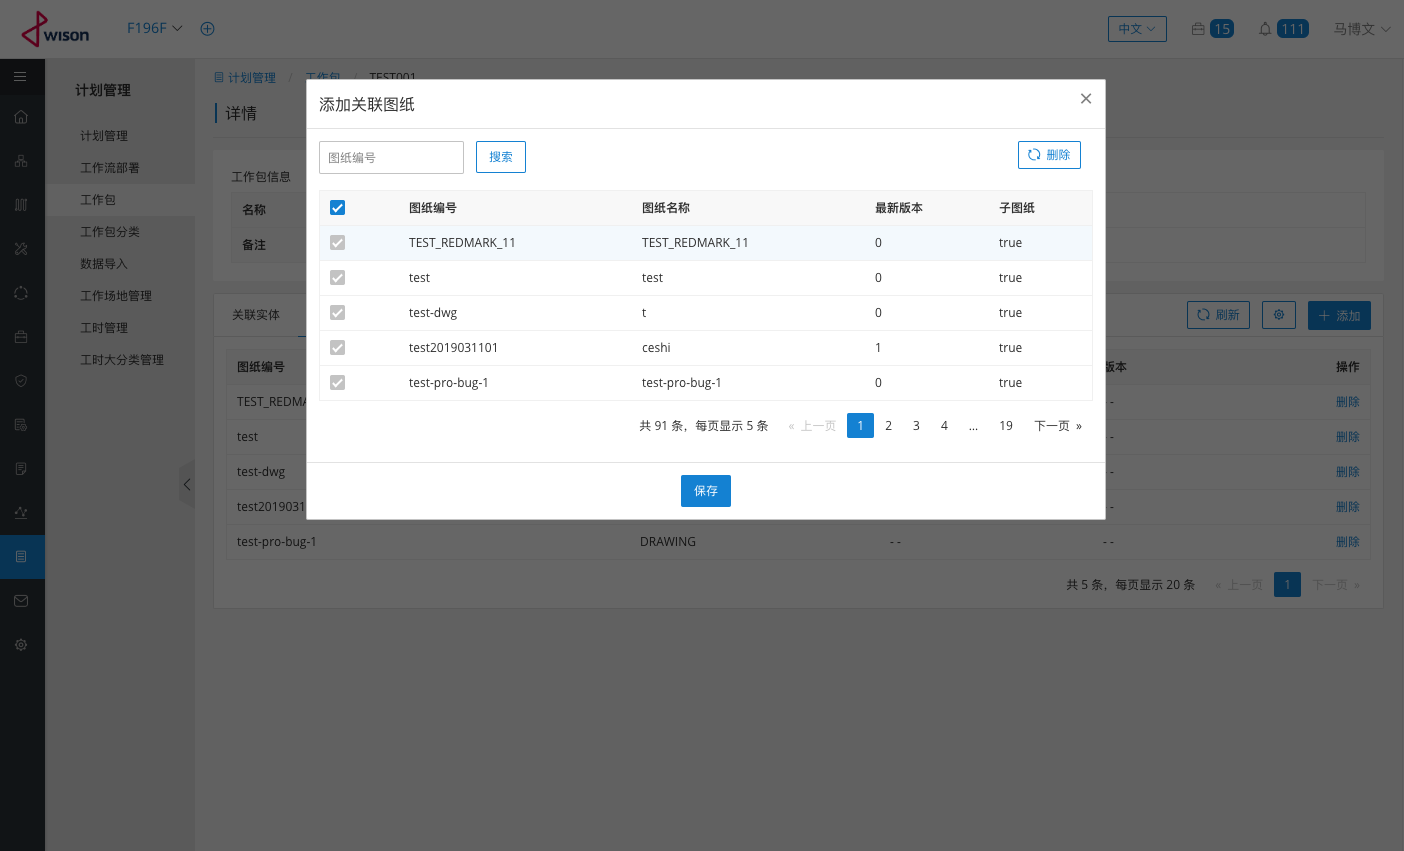 wison F196F 中文 15 111 马博文
计划管理 / 工作包 / TEST001
计划管理
计划管理
工作流部署
工作包
工作包分类
数据导入
工作场地管理
工时管理
工时大分类管理
详情
工作包信息
名称
备注
关联实体 刷新 添加
图纸编号 版本 操作
TEST_REDMA -- 删除
test -- 删除
test-dwg -- 删除
test2019031 -- 删除
test-pro-bug-1 DRAWING -- -- 删除
共 5 条，每页显示 20 条 « 上一页 1 下一页 »
添加关联图纸
图纸编号 搜索 删除
图纸编号 图纸名称 最新版本 子图纸
TEST_REDMARK_11 TEST_REDMARK_11 0 true
test test 0 true
test-dwg t 0 true
test2019031101 ceshi 1 true
test-pro-bug-1 test-pro-bug-1 0 true
共 91 条，每页显示 5 条 « 上一页 1 2 3 4 ... 19 下一页 »
保存